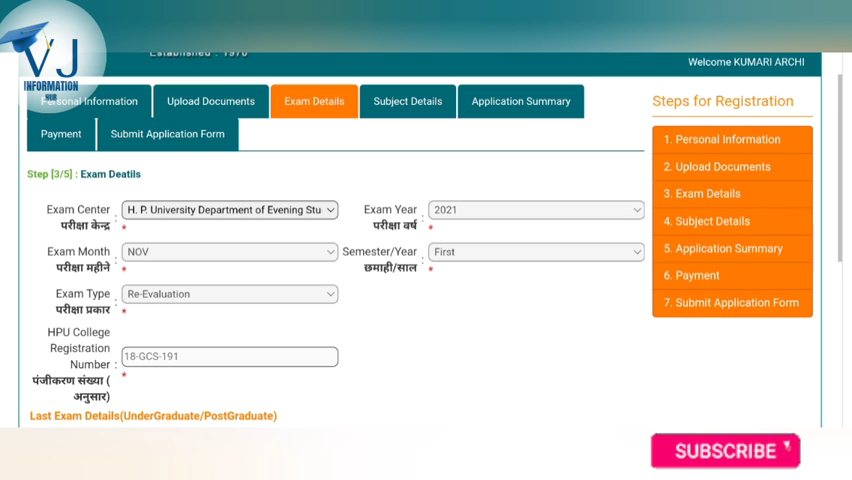 Established : 1970
VJ
INFORMATION
HUB
Welcome KUMARI ARCHI
Personal Information
Upload Documents
Exam Details
Subject Details
Application Summary
Payment
Submit Application Form
Step [3/5] : Exam Deatils
Exam Center : H. P. University Department of Evening Stu
परीक्षा केन्द्र *
Exam Year : 2021
परीक्षा वर्ष *
Exam Month : NOV
परीक्षा महीने *
Semester/Year : First
छमाही/साल *
Exam Type : Re-Evaluation
परीक्षा प्रकार *
HPU College
Registration
Number : 18-GCS-191
पंजीकरण संख्या ( *
अनुसार)
Last Exam Details(UnderGraduate/PostGraduate)
Steps for Registration
1. Personal Information
2. Upload Documents
3. Exam Details
4. Subject Details
5. Application Summary
6. Payment
7. Submit Application Form
SUBSCRIBE